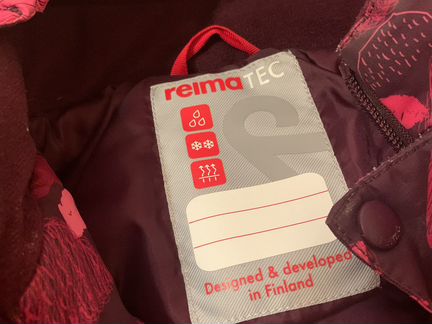 reima TEC
Designed & developed
in Finland